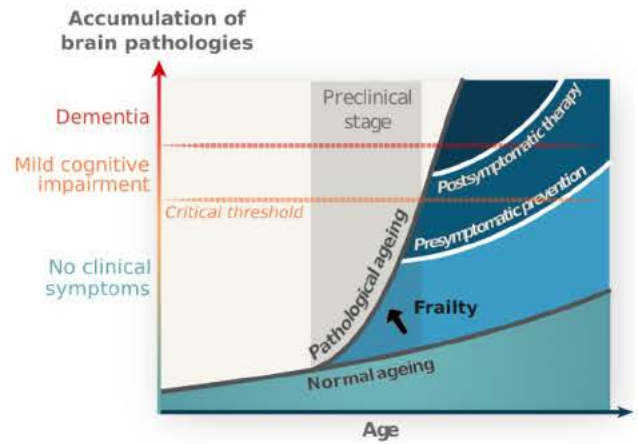 Accumulation of
brain pathologies
Preclinical
stage
Dementia
Postsymptomatic therapy
Mild cognitive
impairment
Critical threshold
Presymptomatic prevention
Pathological ageing
No clinical
symptoms
Frailty
Normal ageing
Age